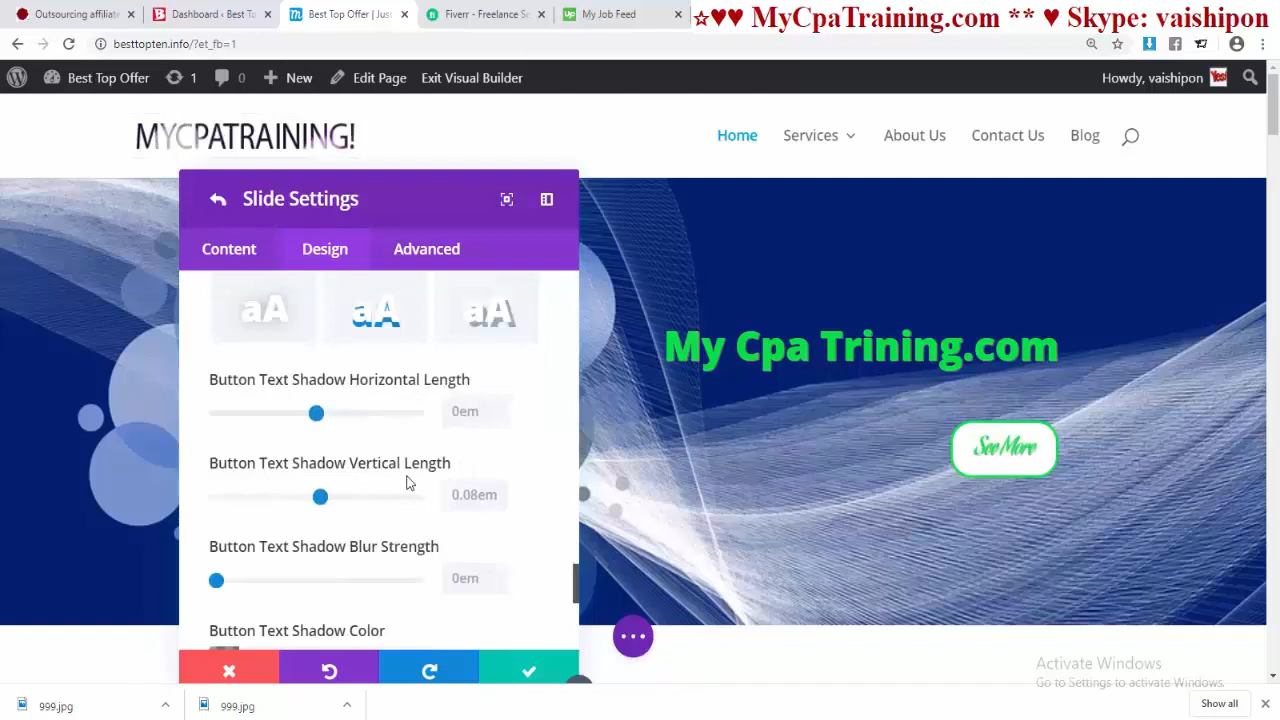 Outsourcing affiliate
Dashboard ‹ Best To
Best Top Offer | Just
Fiverr - Freelance Se
My Job Feed
☆♥♥ MyCpaTraining.com ** ♥ Skype: vaishipon
besttopten.info/?et_fb=1
Best Top Offer
1
0
New
Edit Page
Exit Visual Builder
Howdy, vaishipon
Yes!
MYCPATRAINING!
Home
Services
About Us
Contact Us
Blog
Slide Settings
Content
Design
Advanced
aA
aA
aA
Button Text Shadow Horizontal Length
0em
Button Text Shadow Vertical Length
0.08em
Button Text Shadow Blur Strength
0em
Button Text Shadow Color
My Cpa Trining.com
See More
Activate Windows
Go to Settings to activate Windows.
999.jpg
999.jpg
Show all